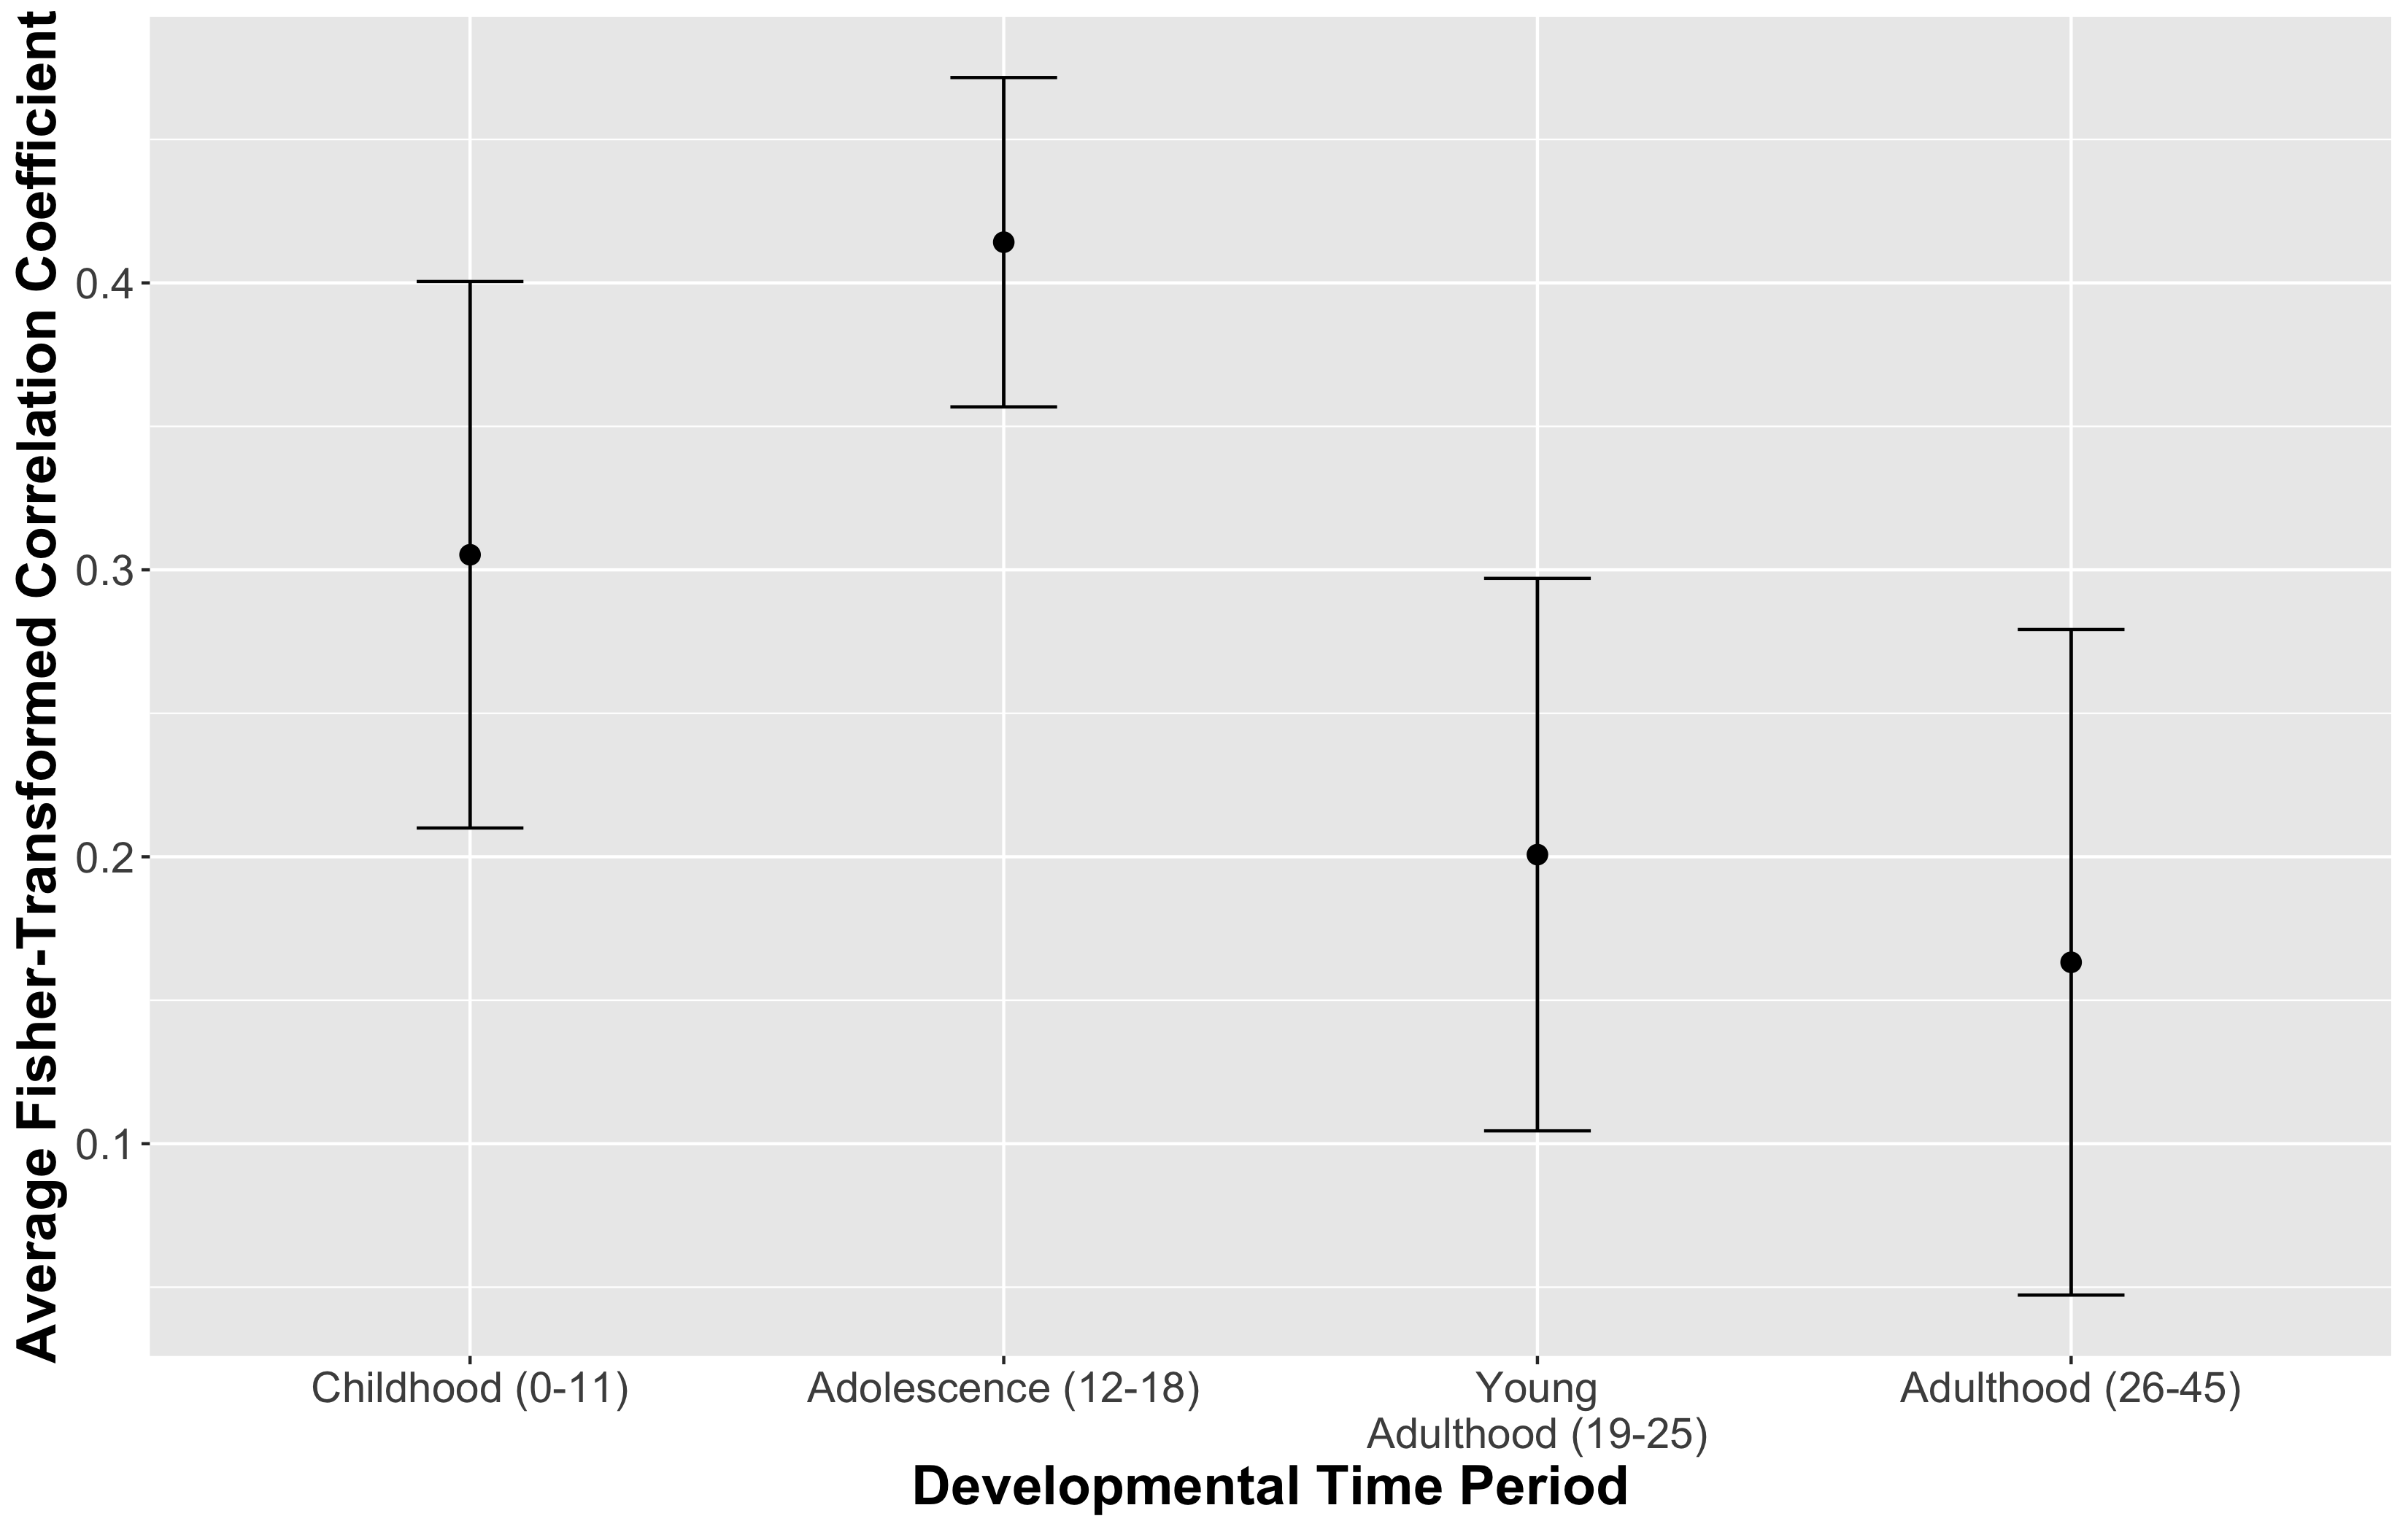 Average Fisher-Transformed Correlation Coefficient
0.4
0.3
0.2
0.1
Childhood (0-11)
Adolescence (12-18)
Young
Adulthood (19-25)
Adulthood (26-45)
Developmental Time Period